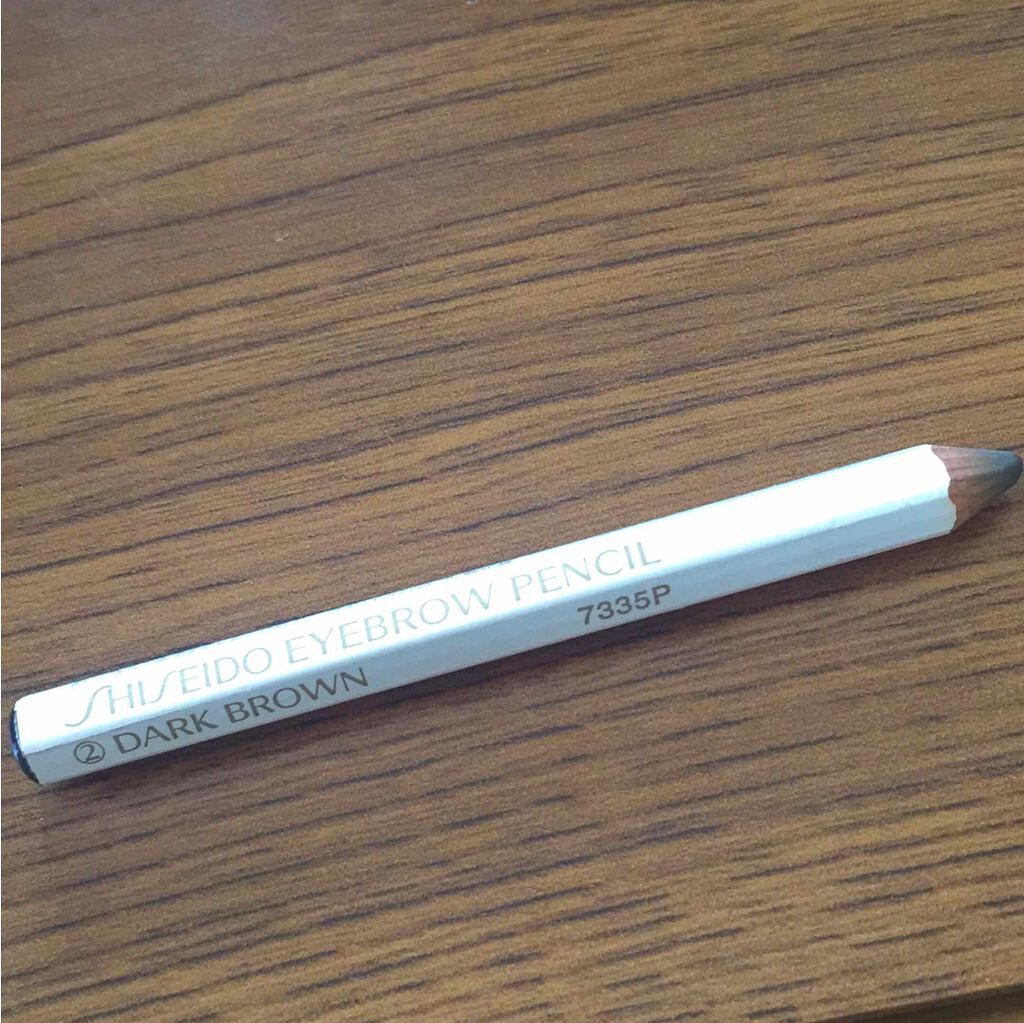 SHISEIDO EYEBROW PENCIL
② DARK BROWN 7335P